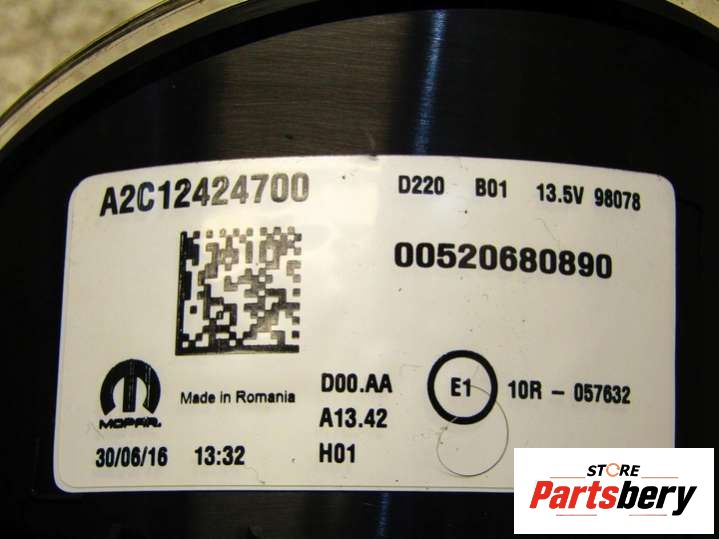 A2C12424700
D220 B01 13.5V 98078
00520680890
MOPAR.
Made in Romania
D00.AA
E1
10R - 057632
A13.42
30/06/16 13:32
H01
STORE
Partsbery